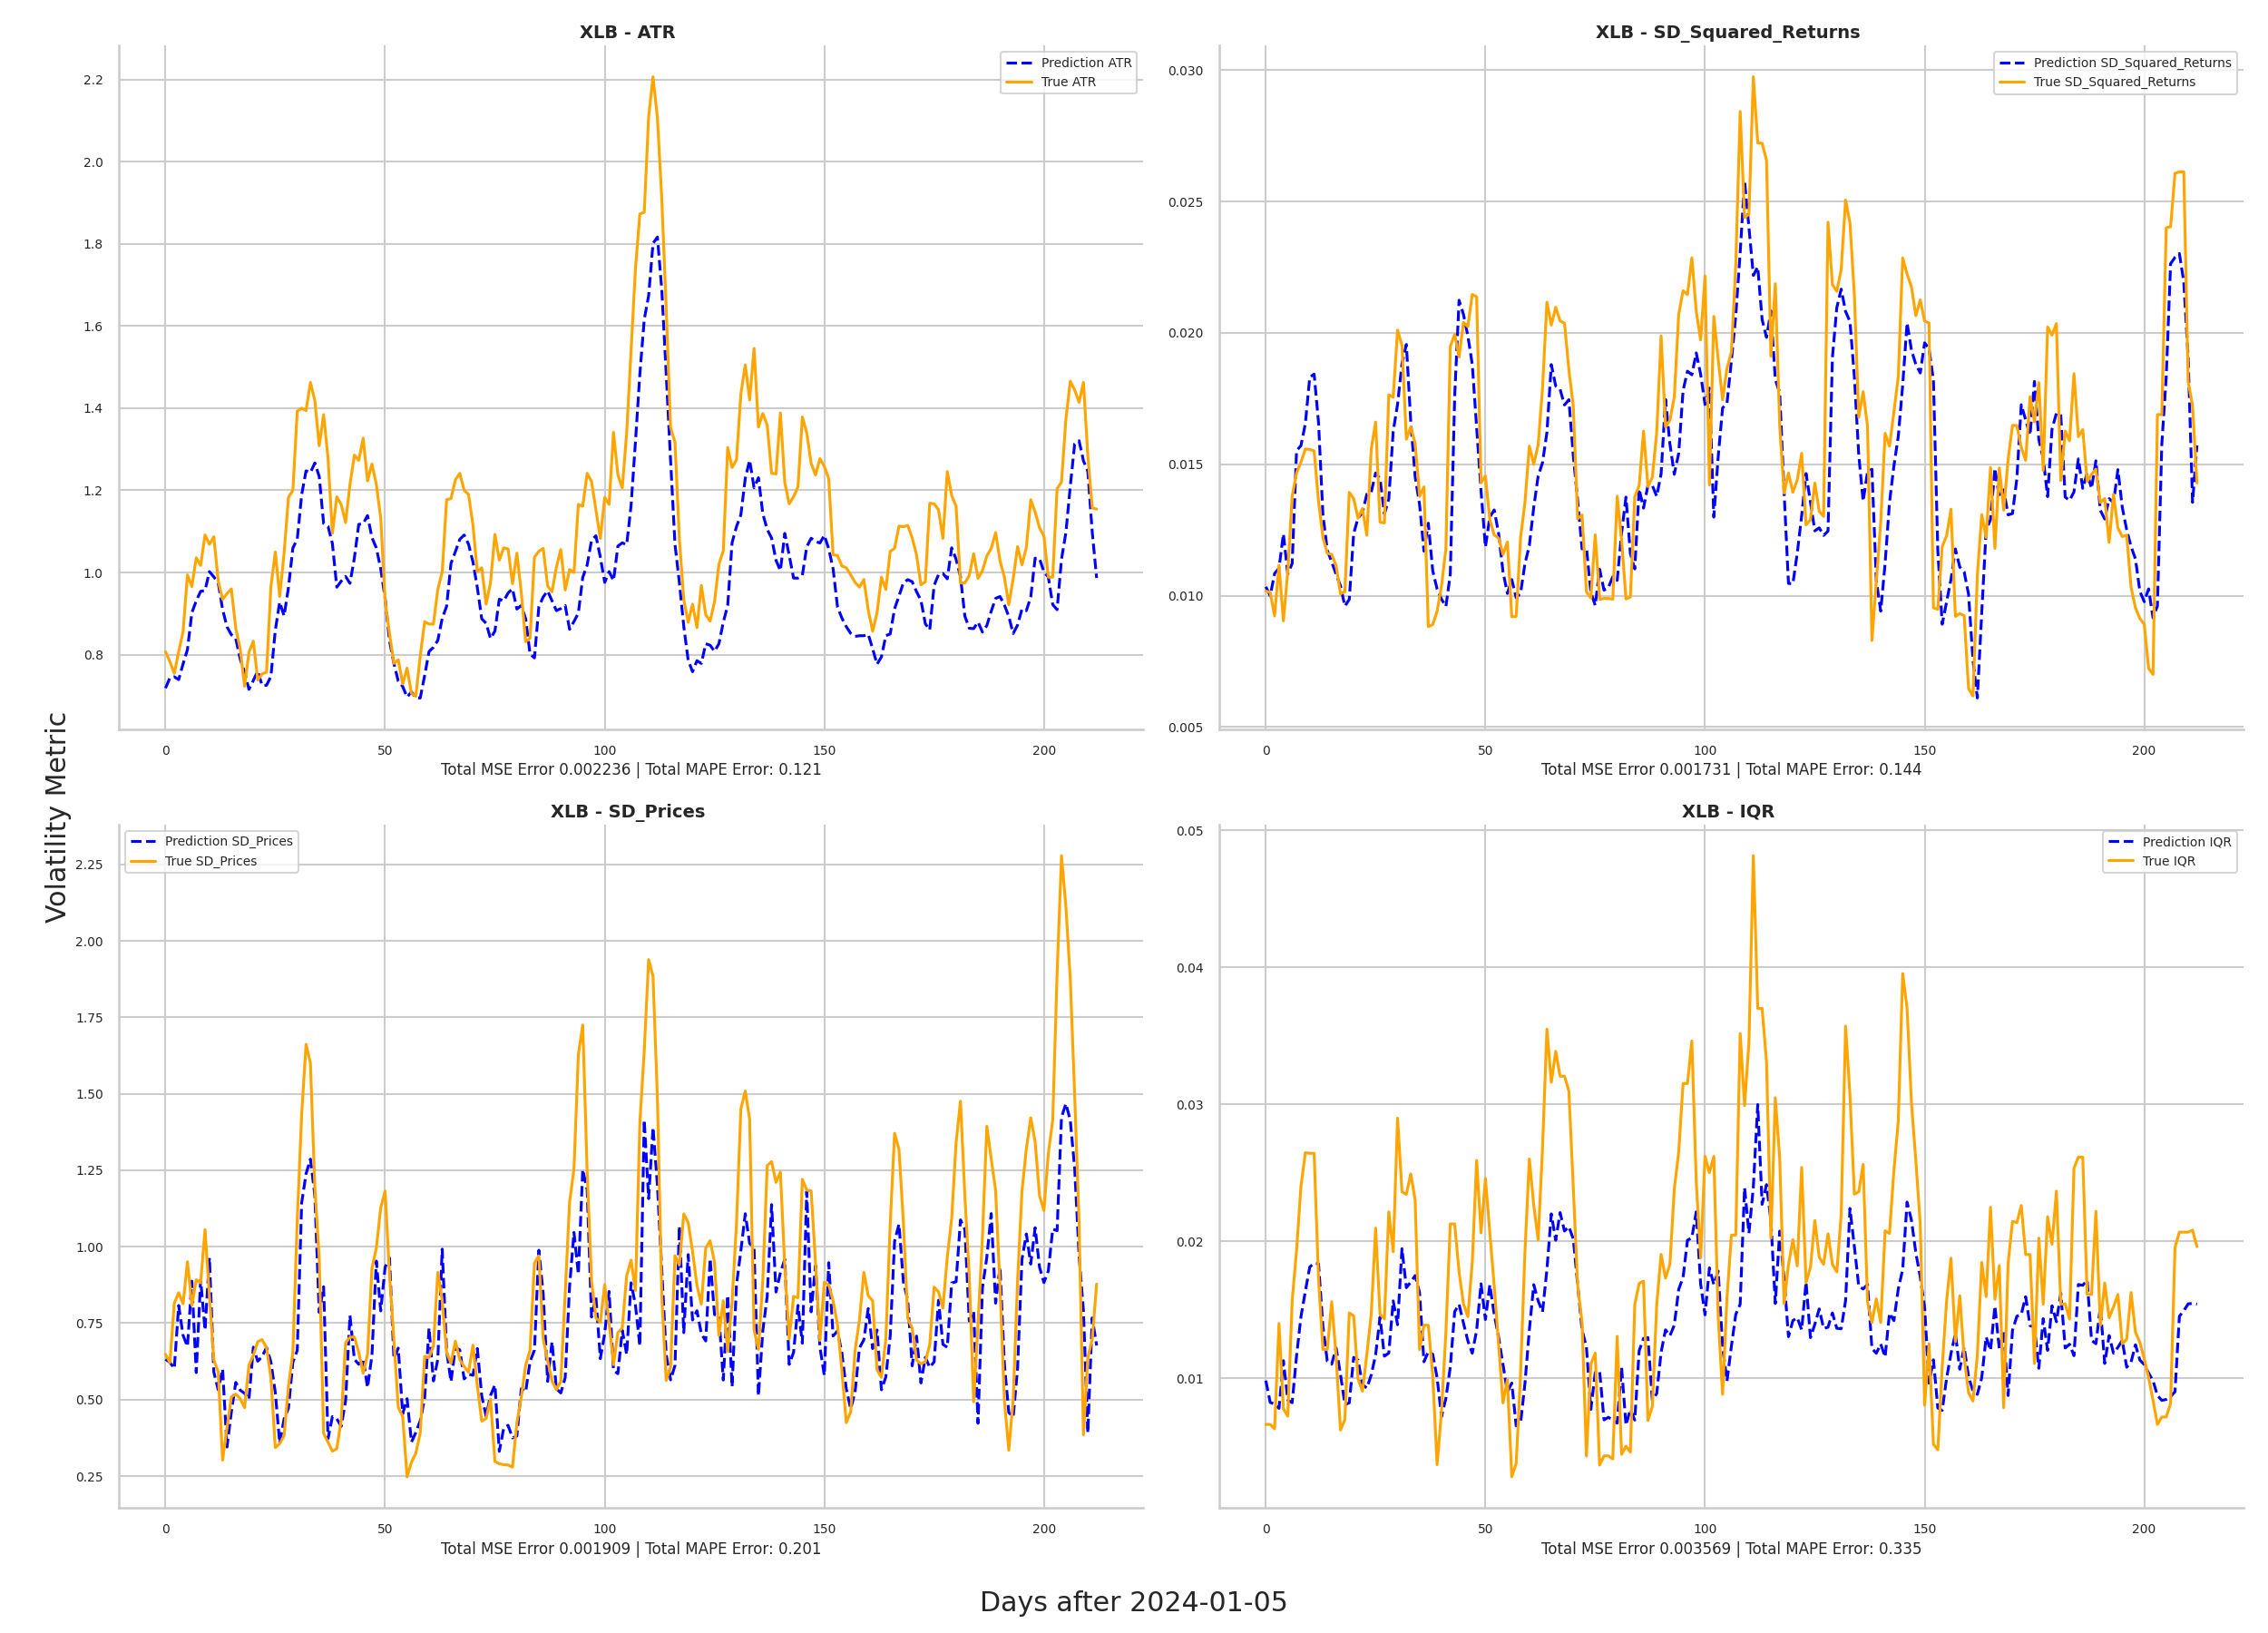 XLB - ATR
Prediction ATR
True ATR
2.2
2.0
1.8
1.6
1.4
1.2
1.0
0.8
0 50 100 150 200
Total MSE Error 0.002236 | Total MAPE Error: 0.121
XLB - SD_Squared_Returns
Prediction SD_Squared_Returns
True SD_Squared_Returns
0.030
0.025
0.020
0.015
0.010
0.005
0 50 100 150 200
Total MSE Error 0.001731 | Total MAPE Error: 0.144
Volatility Metric
XLB - SD_Prices
Prediction SD_Prices
True SD_Prices
2.25
2.00
1.75
1.50
1.25
1.00
0.75
0.50
0.25
0 50 100 150 200
Total MSE Error 0.001909 | Total MAPE Error: 0.201
XLB - IQR
Prediction IQR
True IQR
0.05
0.04
0.03
0.02
0.01
0 50 100 150 200
Total MSE Error 0.003569 | Total MAPE Error: 0.335
Days after 2024-01-05